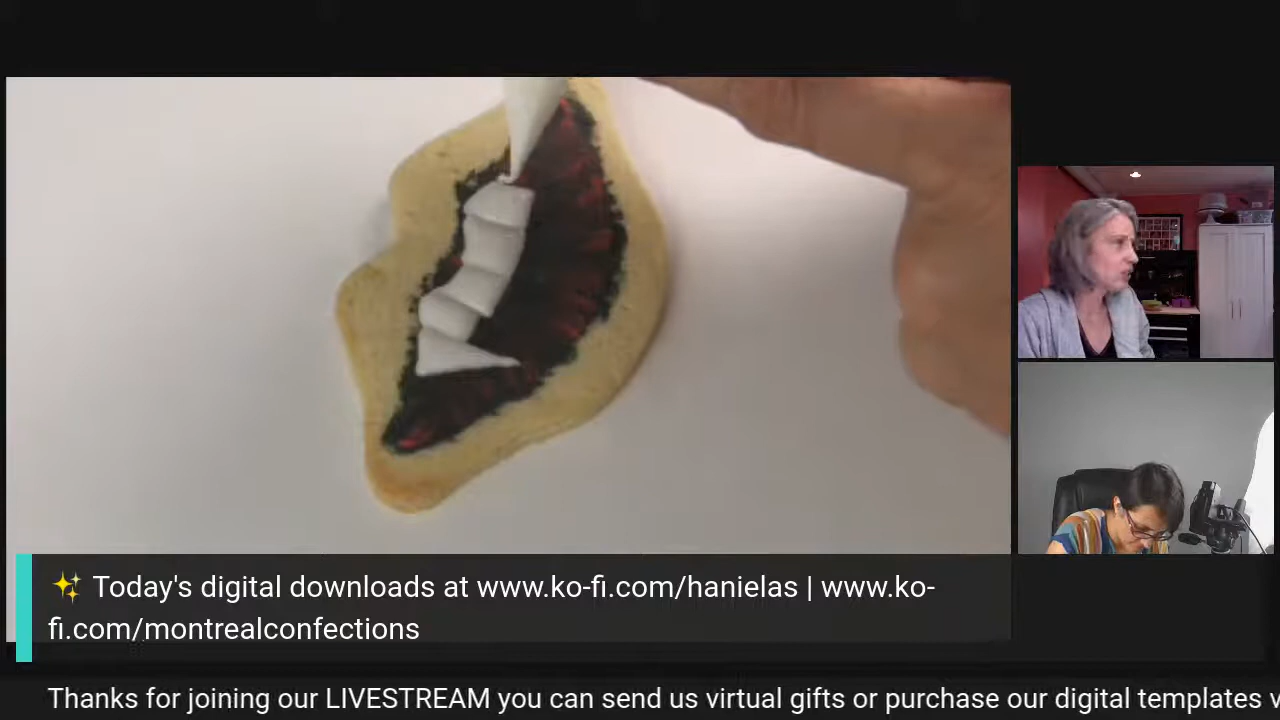 ✨ Today's digital downloads at www.ko-fi.com/hanielas | www.ko-
fi.com/montrealconfections
Thanks for joining our LIVESTREAM you can send us virtual gifts or purchase our digital templates v